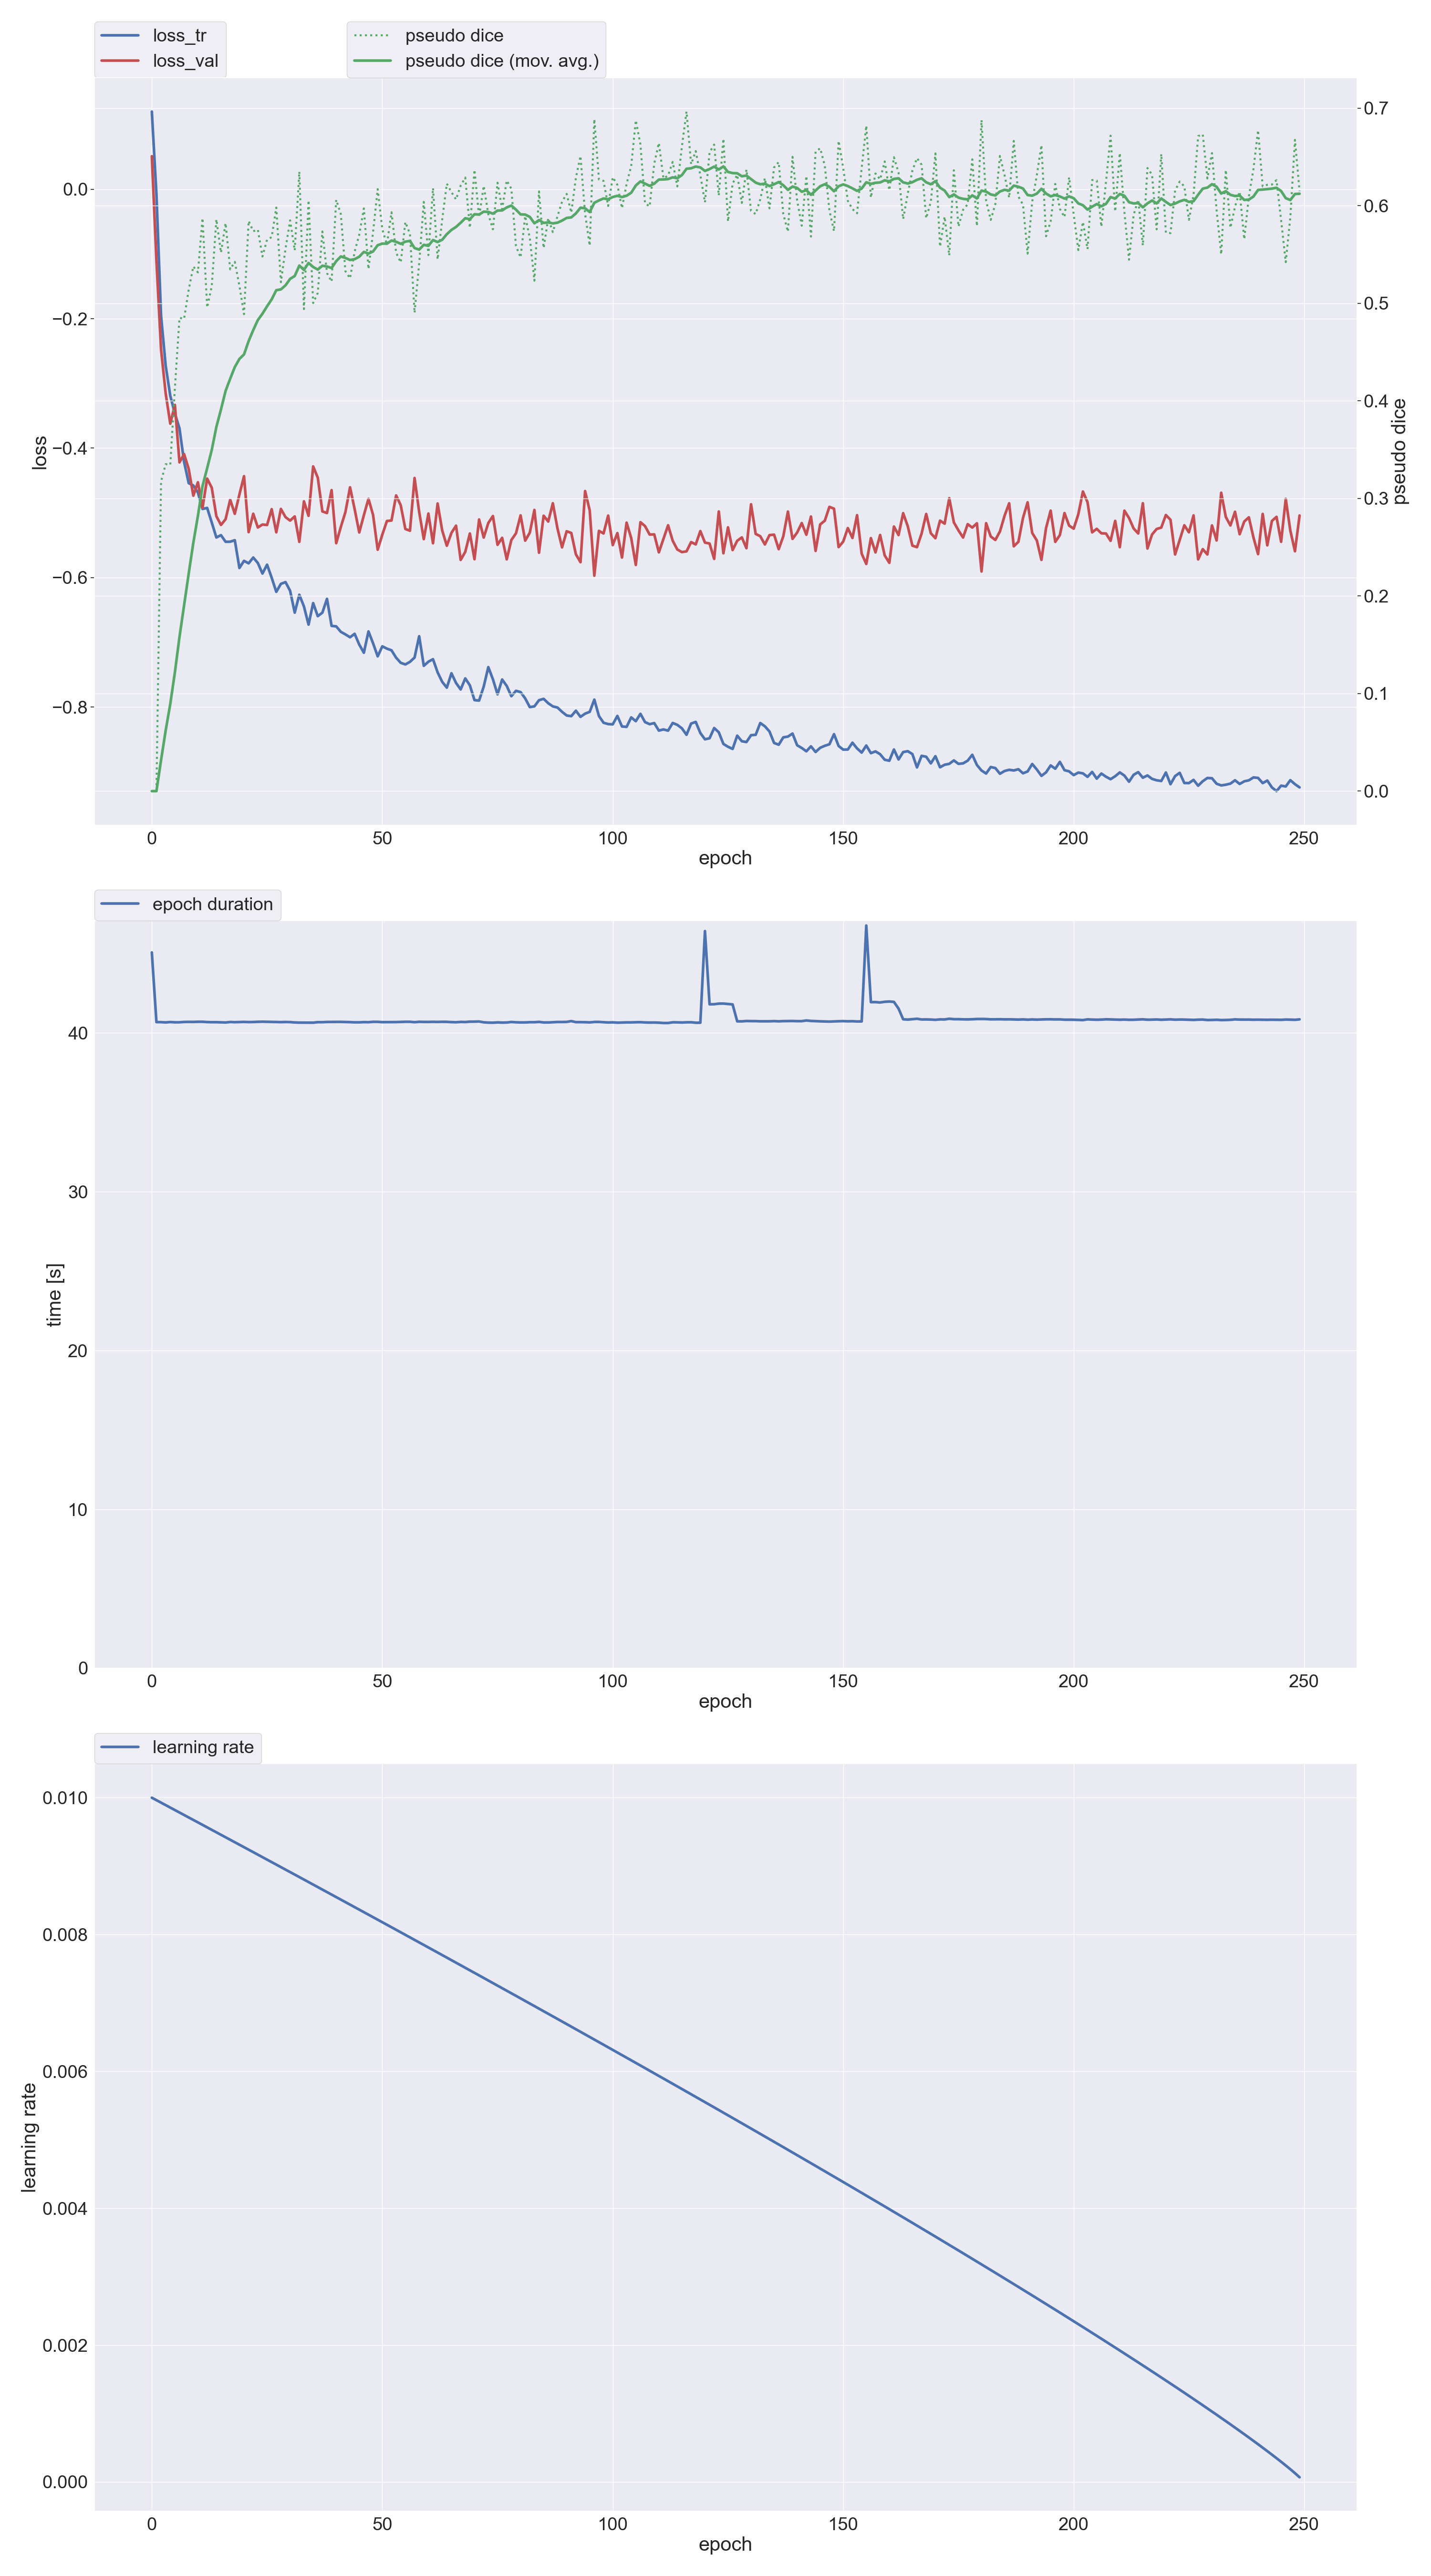 loss_tr
loss_val
pseudo dice
pseudo dice (mov. avg.)
0.0
−0.2
−0.4
−0.6
−0.8
loss
0.7
0.6
0.5
0.4
0.3
0.2
0.1
0.0
pseudo dice
0 50 100 150 200 250
epoch
epoch duration
40
30
20
10
0
time [s]
0 50 100 150 200 250
epoch
learning rate
0.010
0.008
0.006
0.004
0.002
0.000
learning rate
0 50 100 150 200 250
epoch